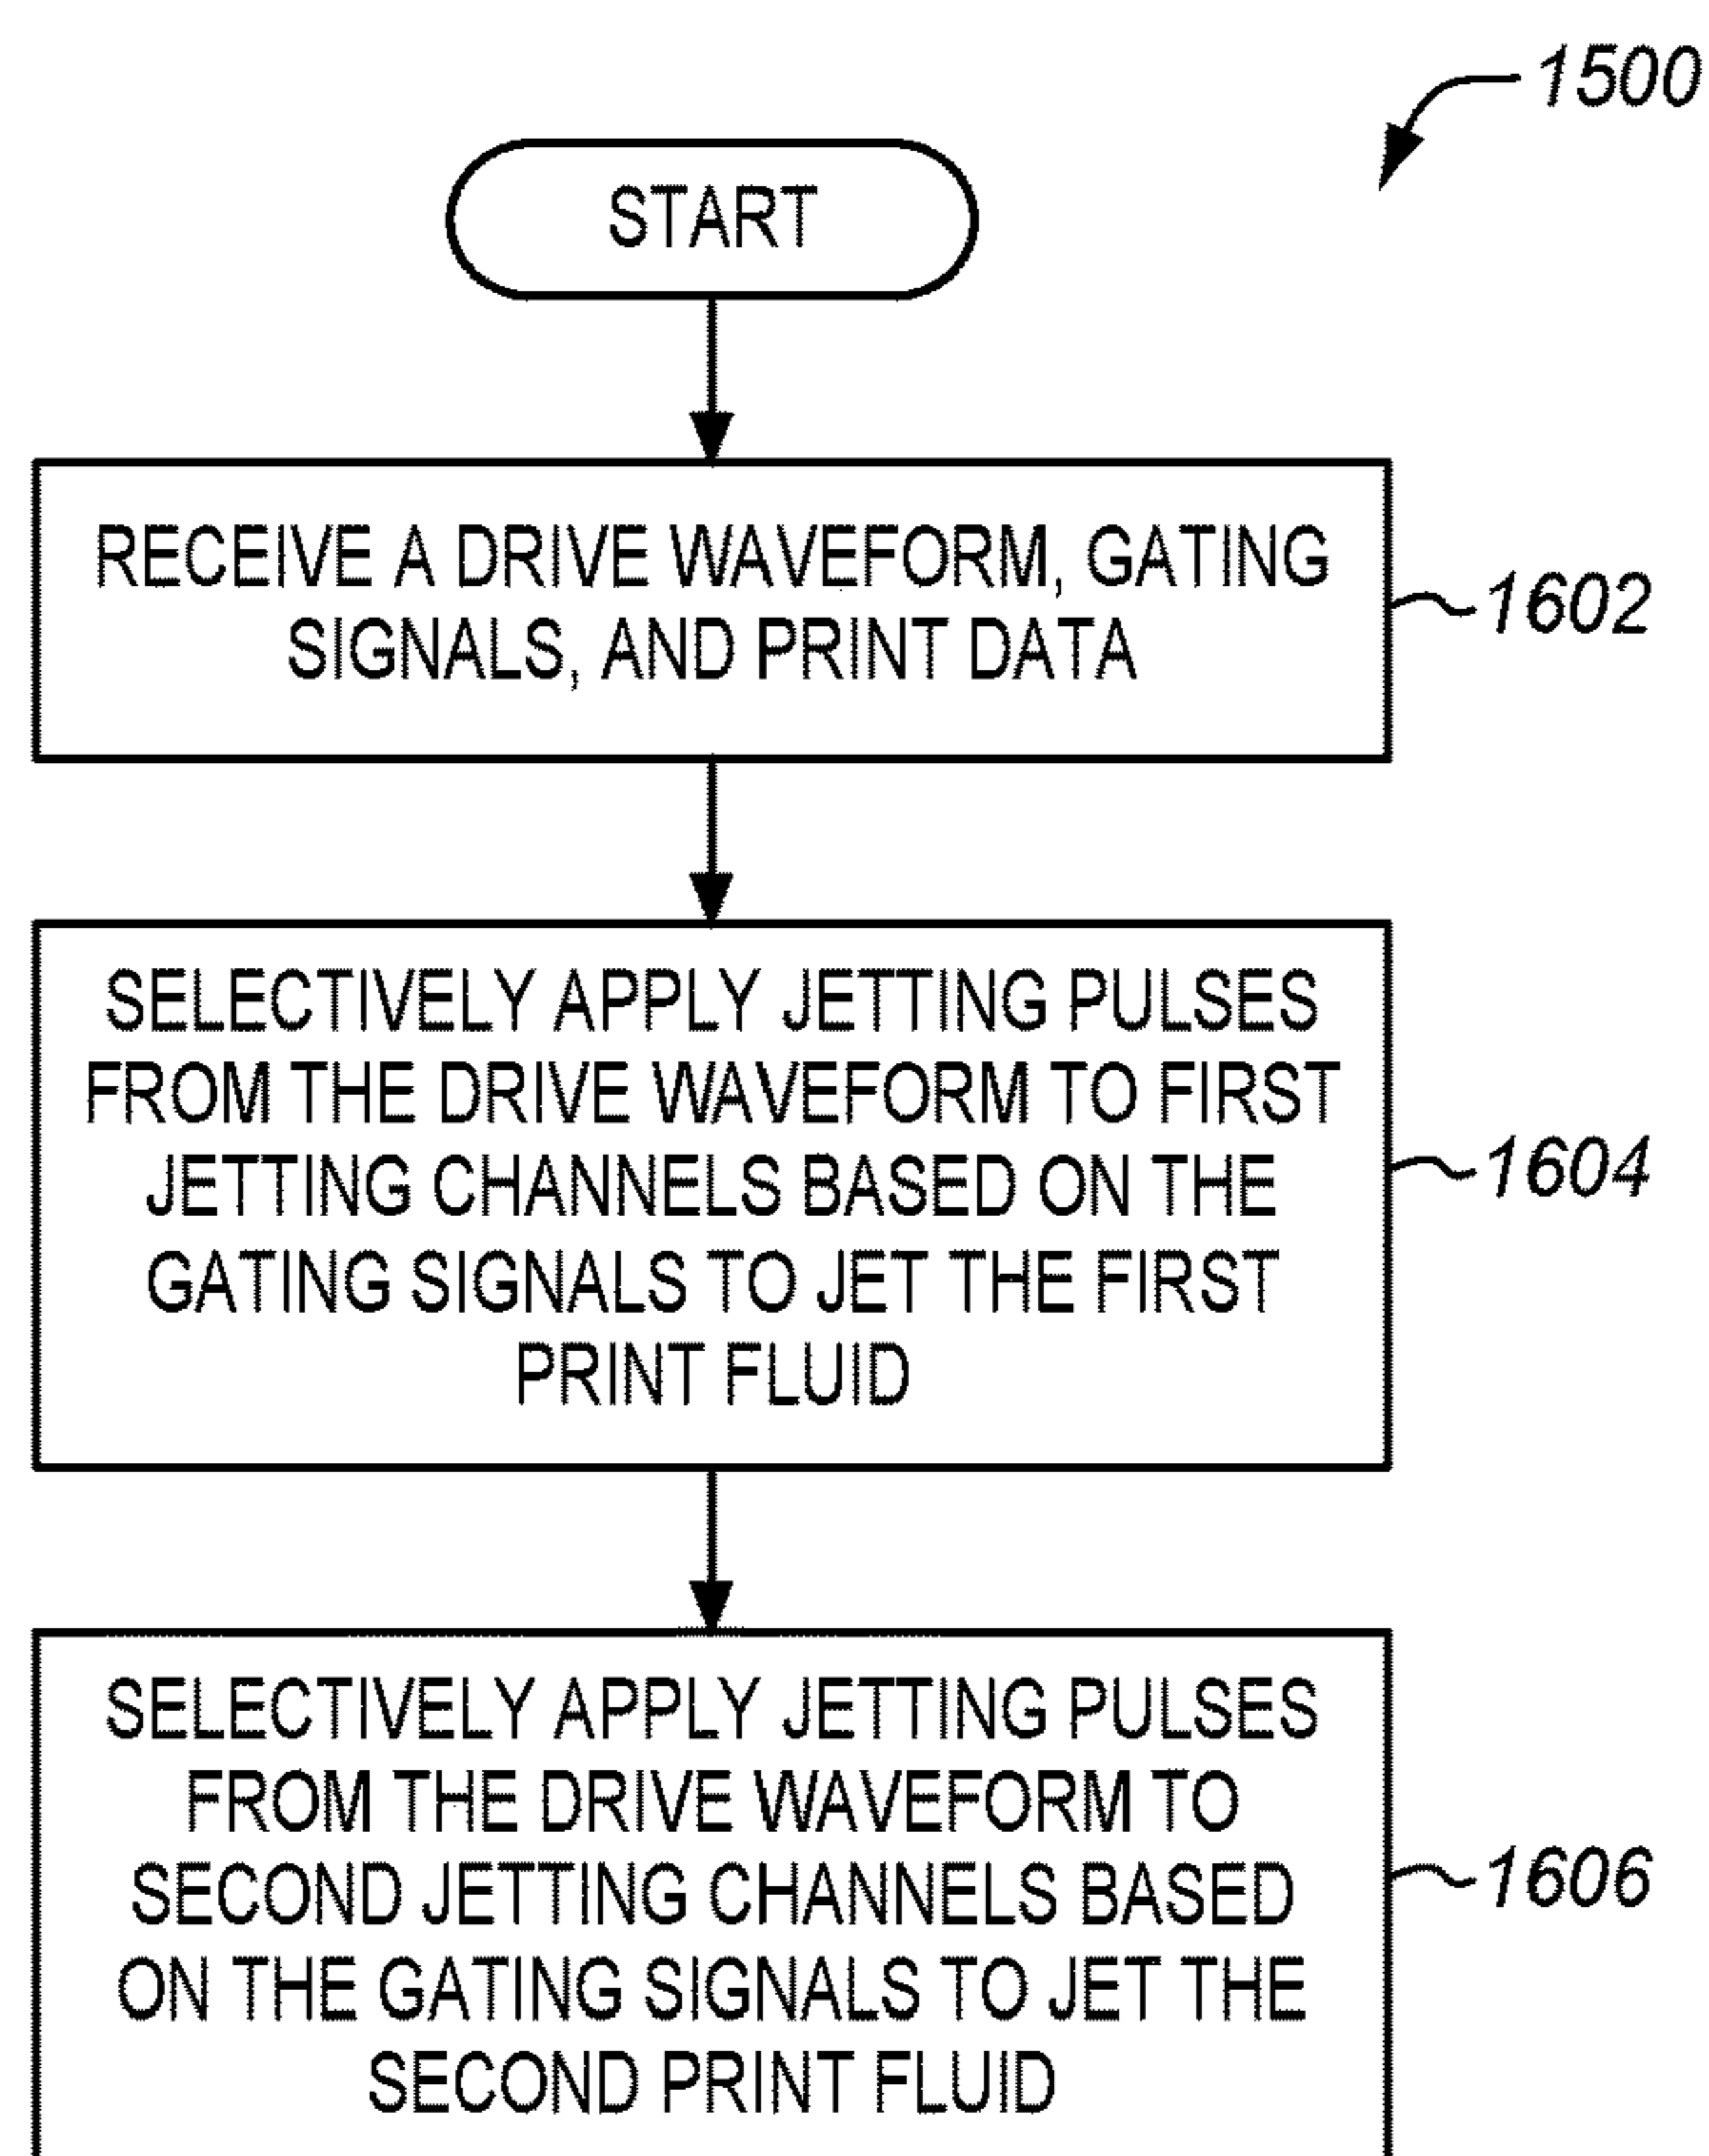 1500
START
RECEIVE A DRIVE WAVEFORM, GATING
SIGNALS, AND PRINT DATA
1602
SELECTIVELY APPLY JETTING PULSES
FROM THE DRIVE WAVEFORM TO FIRST
JETTING CHANNELS BASED ON THE
GATING SIGNALS TO JET THE FIRST
PRINT FLUID
1604
SELECTIVELY APPLY JETTING PULSES
FROM THE DRIVE WAVEFORM TO
SECOND JETTING CHANNELS BASED
ON THE GATING SIGNALS TO JET THE
SECOND PRINT FLUID
1606